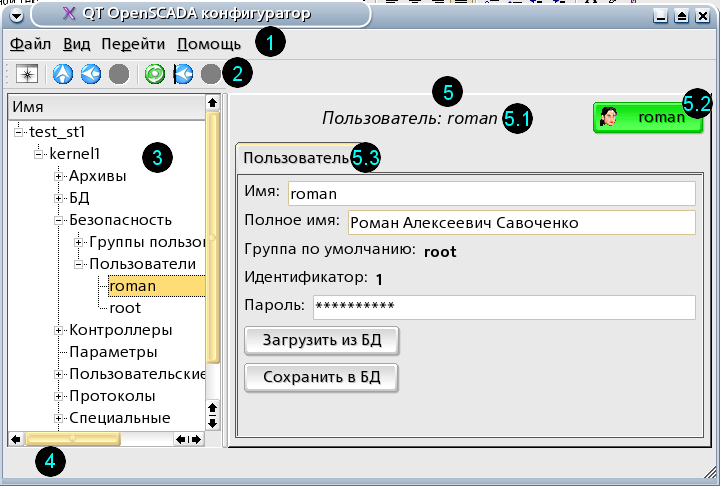 QT OpenSCADA конфигуратор
Файл Вид Перейти Помощь 1
2
Имя
test_st1
kernel1
3
Архивы
БД
Безопасность
Группы пользо
Пользователи
roman
root
Контроллеры
Параметры
Пользовательские
Протоколы
Специальные
4
5
Пользователь: roman 5.1
roman 5.2
Пользователь 5.3
Имя: roman
Полное имя: Роман Алексеевич Савоченко
Группа по умолчанию: root
Идентификатор: 1
Пароль: **********
Загрузить из БД
Сохранить в БД